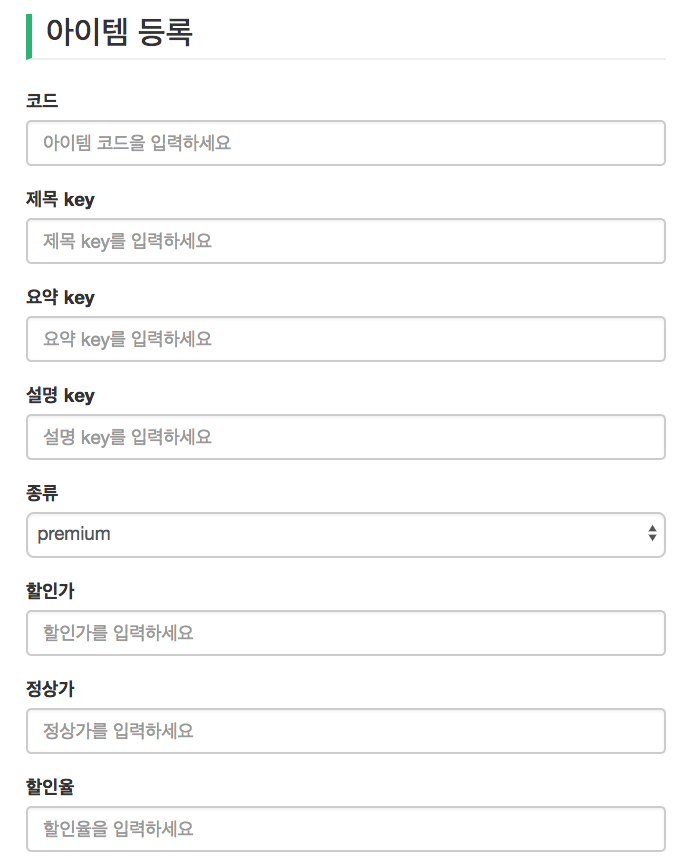 아이템 등록
코드
아이템 코드을 입력하세요
제목 key
제목 key를 입력하세요
요약 key
요약 key를 입력하세요
설명 key
설명 key를 입력하세요
종류
premium
할인가
할인가를 입력하세요
정상가
정상가를 입력하세요
할인율
할인율을 입력하세요